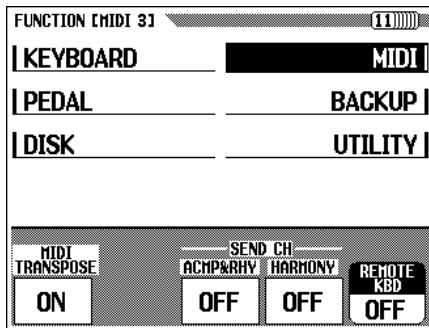 FUNCTION [MIDI 3]
11
KEYBOARD
MIDI
PEDAL
BACKUP
DISK
UTILITY
MIDI
TRANSPOSE
ON
SEND CH
ACMP&RHY
OFF
HARMONY
OFF
REMOTE
KBD
OFF